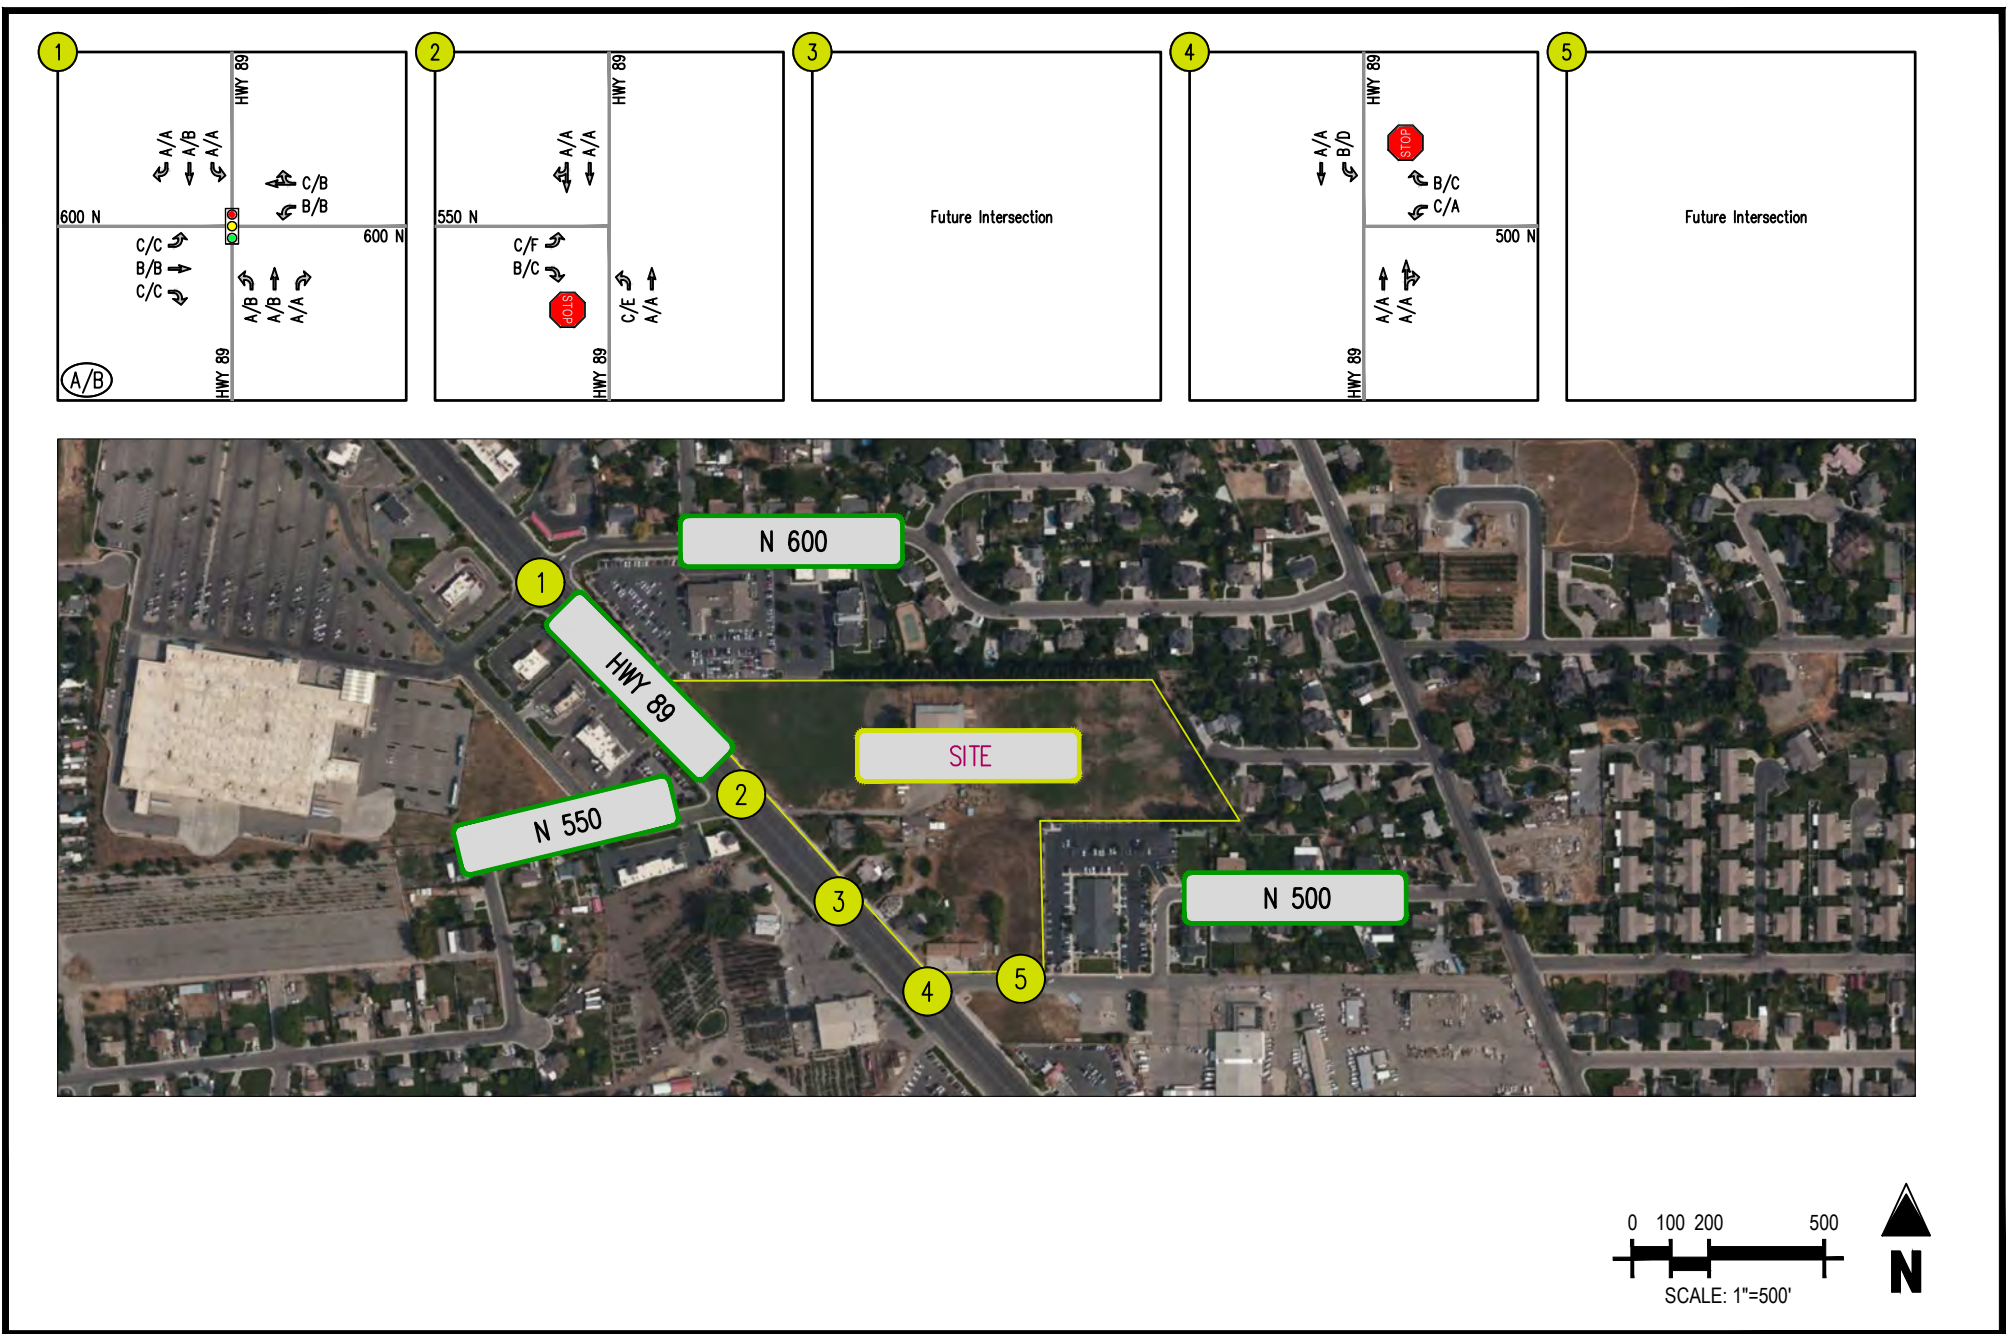 1
HWY 89
A/A
A/B
A/A
C/B
B/B
600 N
600 N
C/C
B/B
C/C
A/B
A/B
A/A
HWY 89
A/B
2
HWY 89
A/A
A/A
550 N
C/F
B/C
STOP
C/E
A/A
HWY 89
3
Future Intersection
4
HWY 89
A/A
B/D
STOP
B/C
C/A
500 N
A/A
A/A
HWY 89
5
Future Intersection
N 600
1
HWY 89
SITE
2
N 550
3
N 500
4
5
0 100 200 500
SCALE: 1"=500'
N